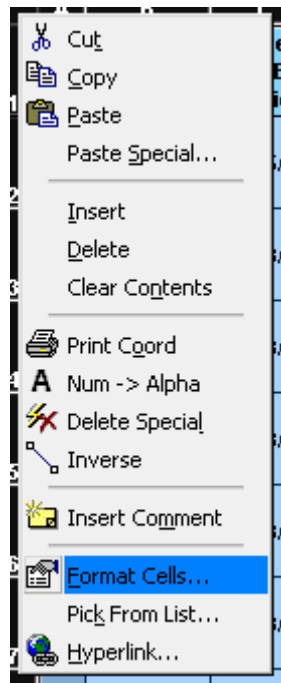 Cut
Copy
Paste
Paste Special...
Insert
Delete
Clear Contents
Print Coord
A Num -> Alpha
Delete Special
Inverse
Insert Comment
Format Cells...
Pick From List...
Hyperlink...